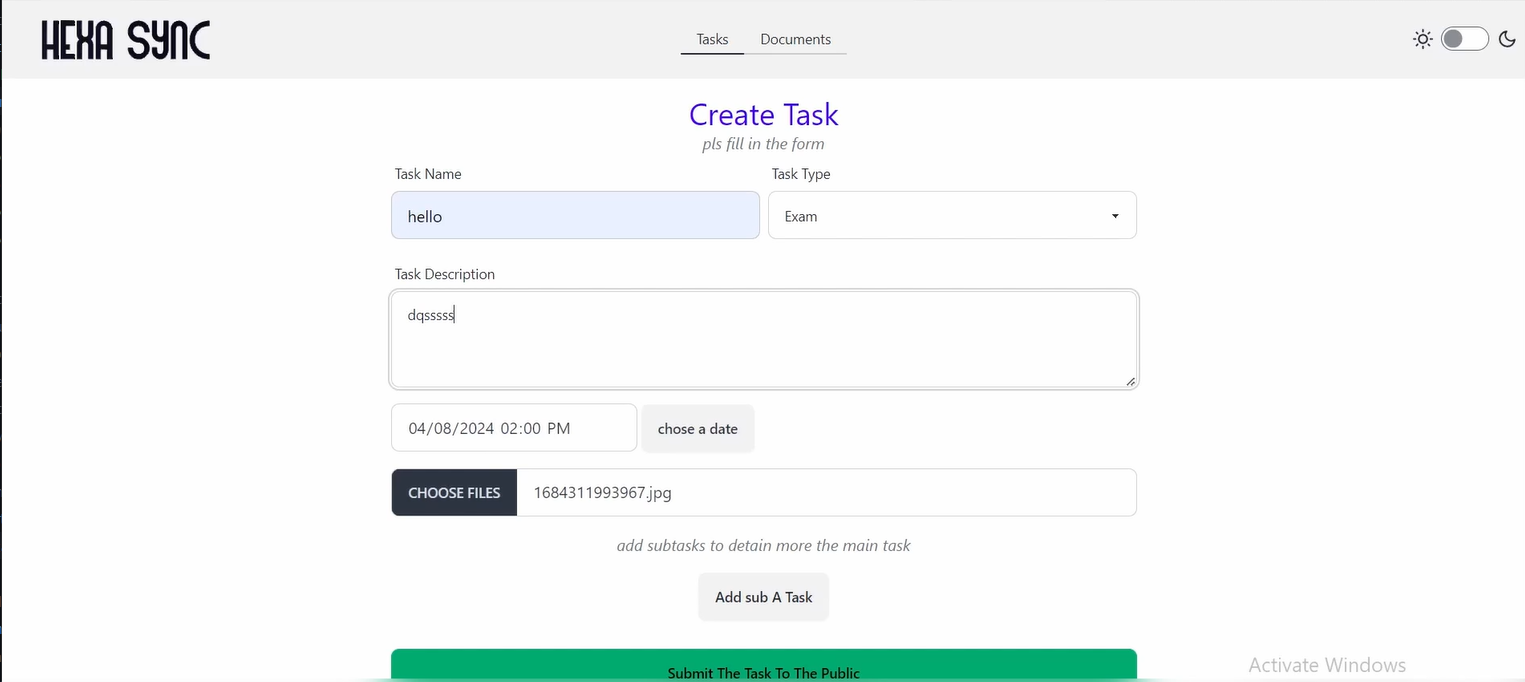 HEXA SYNC
Tasks Documents
Create Task
pls fill in the form
Task Name Task Type
hello Exam
Task Description
dqsssss
04/08/2024 02:00 PM chose a date
CHOOSE FILES 1684311993967.jpg
add subtasks to detain more the main task
Add sub A Task
Submit The Task To The Public
Activate Windows